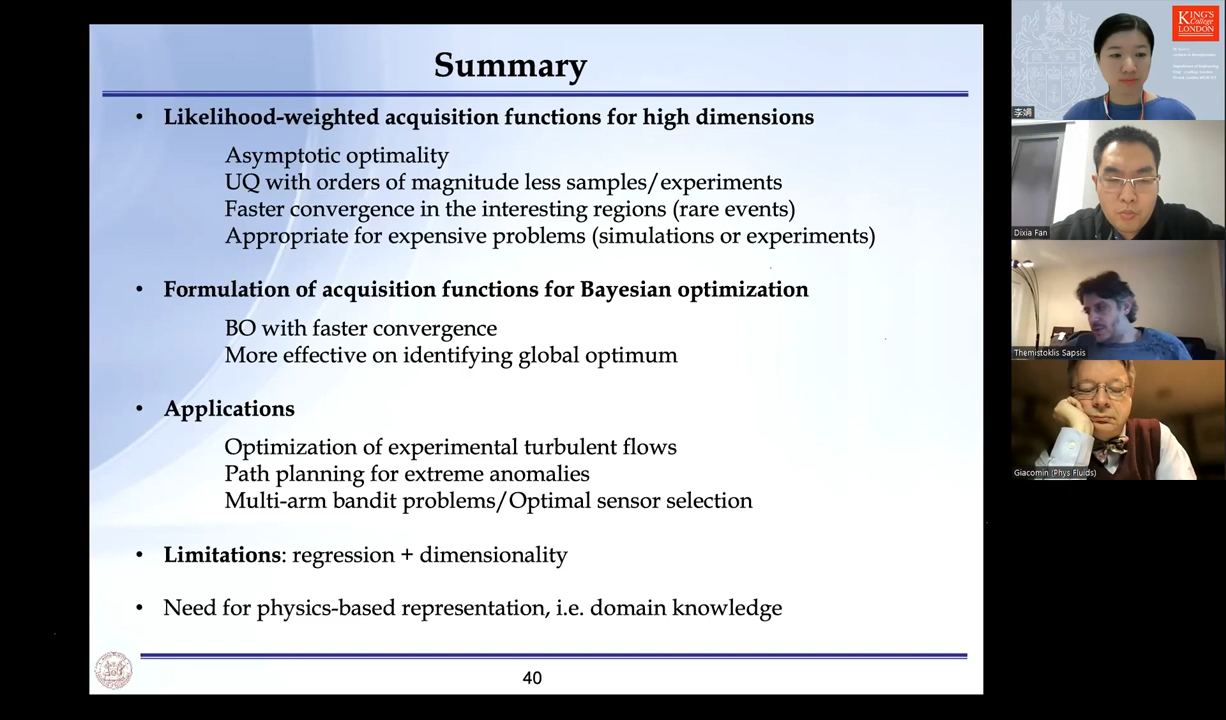 Summary
• Likelihood-weighted acquisition functions for high dimensions
Asymptotic optimality
UQ with orders of magnitude less samples/experiments
Faster convergence in the interesting regions (rare events)
Appropriate for expensive problems (simulations or experiments)
• Formulation of acquisition functions for Bayesian optimization
BO with faster convergence
More effective on identifying global optimum
• Applications
Optimization of experimental turbulent flows
Path planning for extreme anomalies
Multi-arm bandit problems/Optimal sensor selection
• Limitations: regression + dimensionality
• Need for physics-based representation, i.e. domain knowledge
40
KING'S
College
LONDON
李娟
Dixia Fan
Themistoklis Sapsis
Giacomin (Phys Fluids)